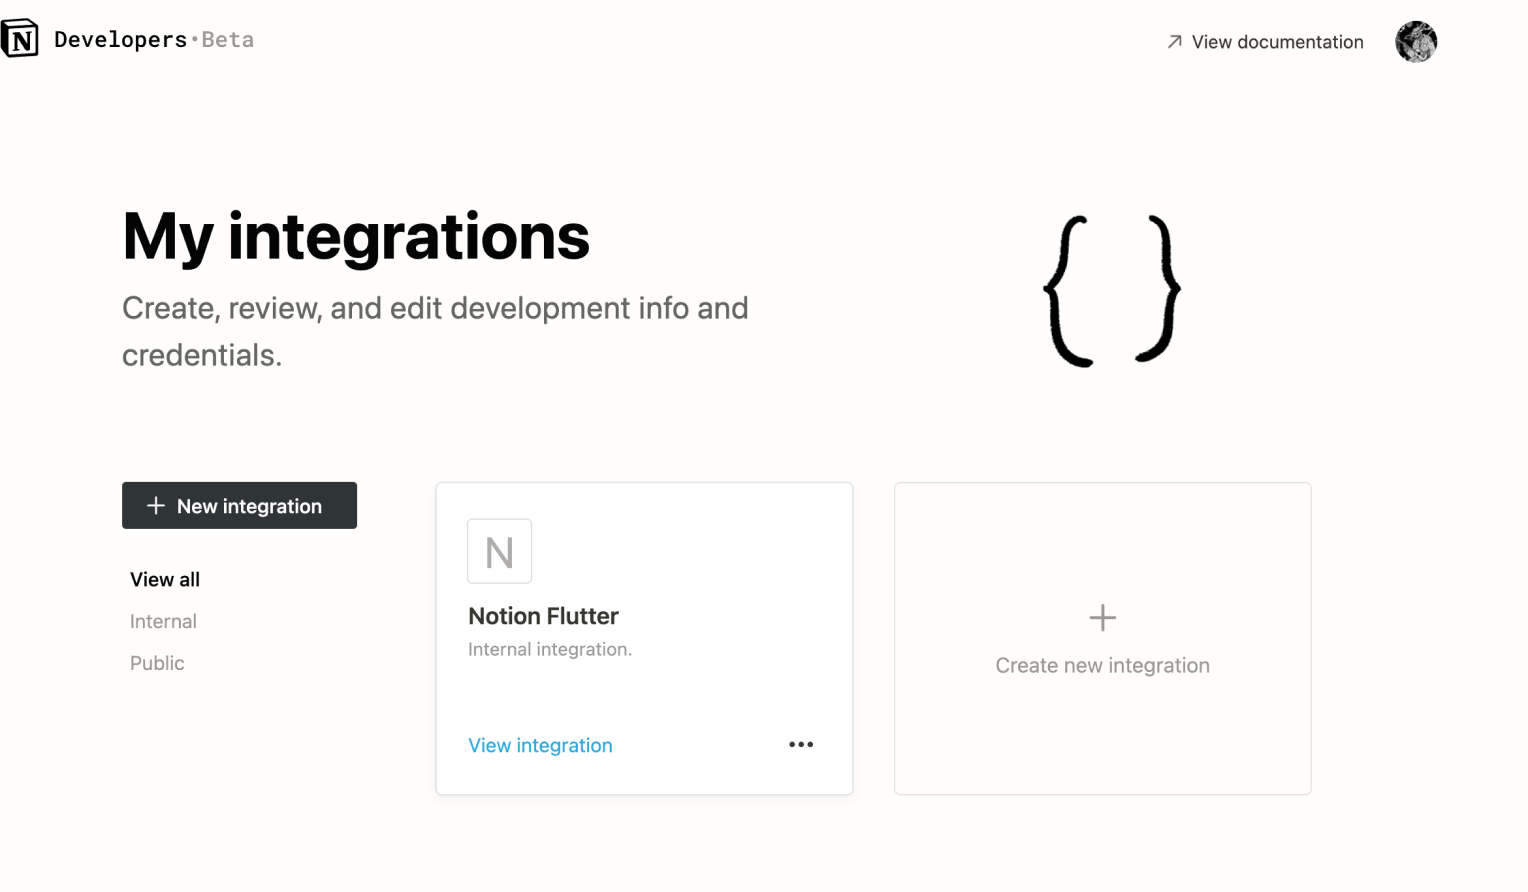 N Developers•Beta
View documentation
My integrations
Create, review, and edit development info and
credentials.
{ }
+ New integration
View all
Internal
Public
N
Notion Flutter
Internal integration.
View integration
•••
+
Create new integration